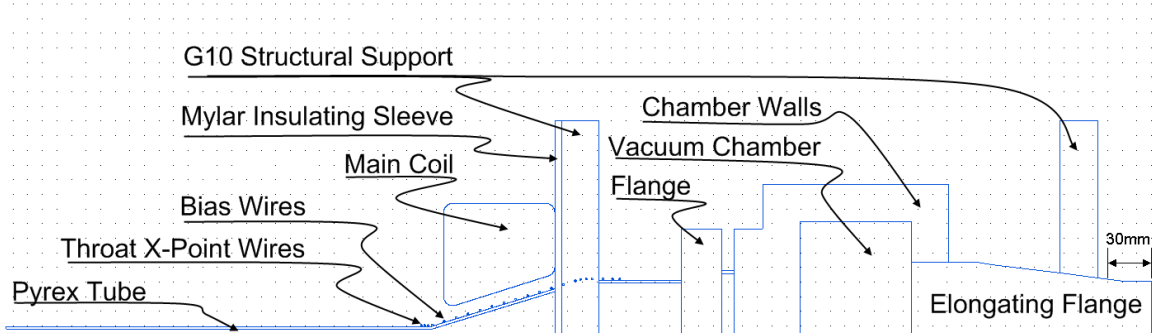 G10 Structural Support
Mylar Insulating Sleeve
Chamber Walls
Main Coil
Vacuum Chamber
Flange
Bias Wires
Throat X-Point Wires
30mm
Pyrex Tube
Elongating Flange